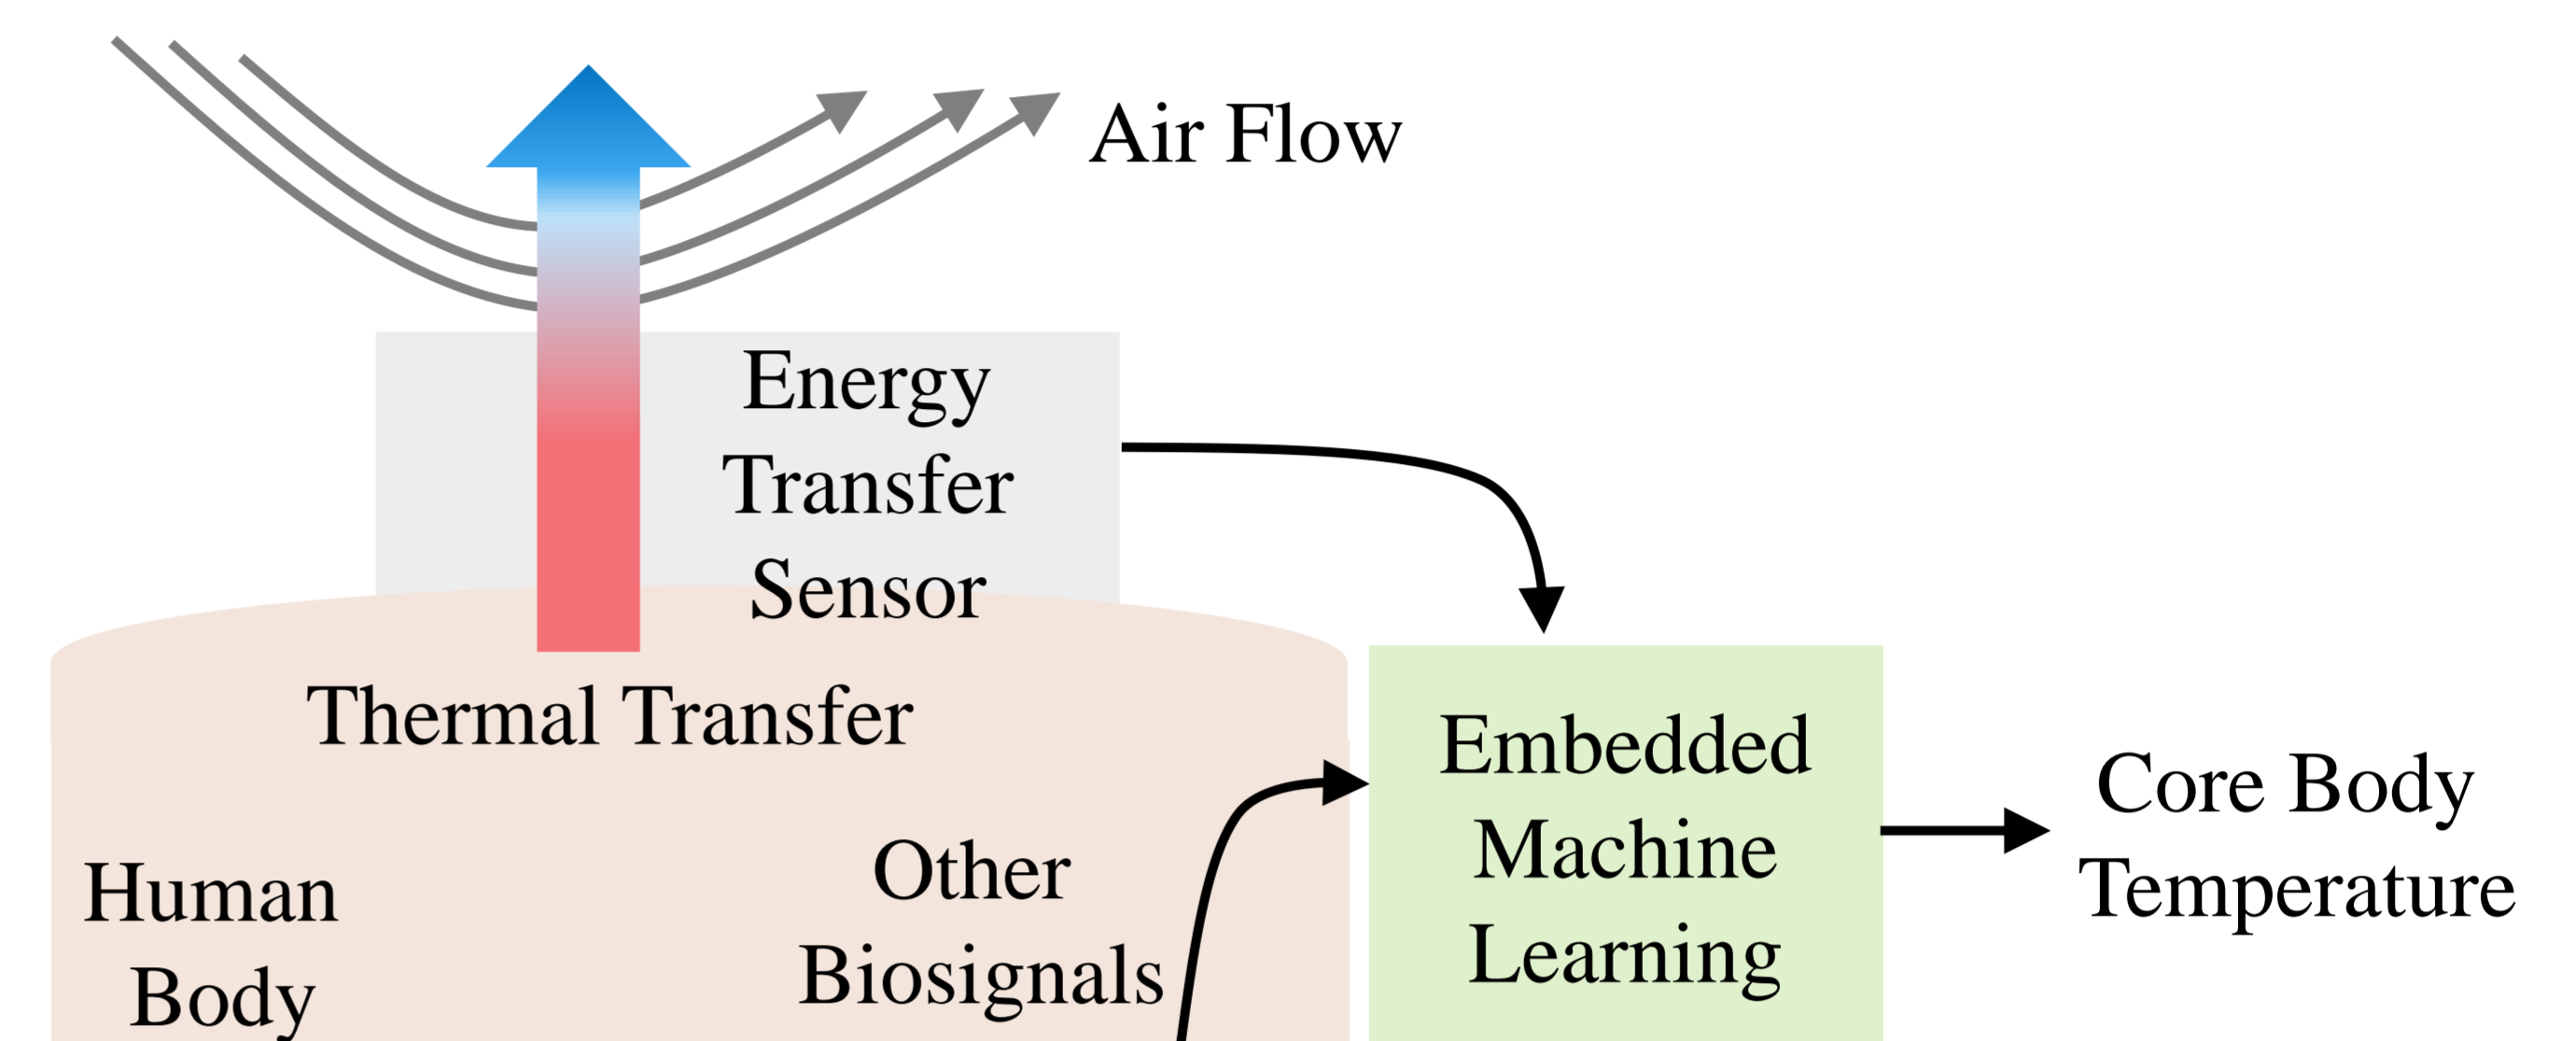 Air Flow
Energy
Transfer
Sensor
Thermal Transfer
Human
Body
Other
Biosignals
Embedded
Machine
Learning
Core Body
Temperature